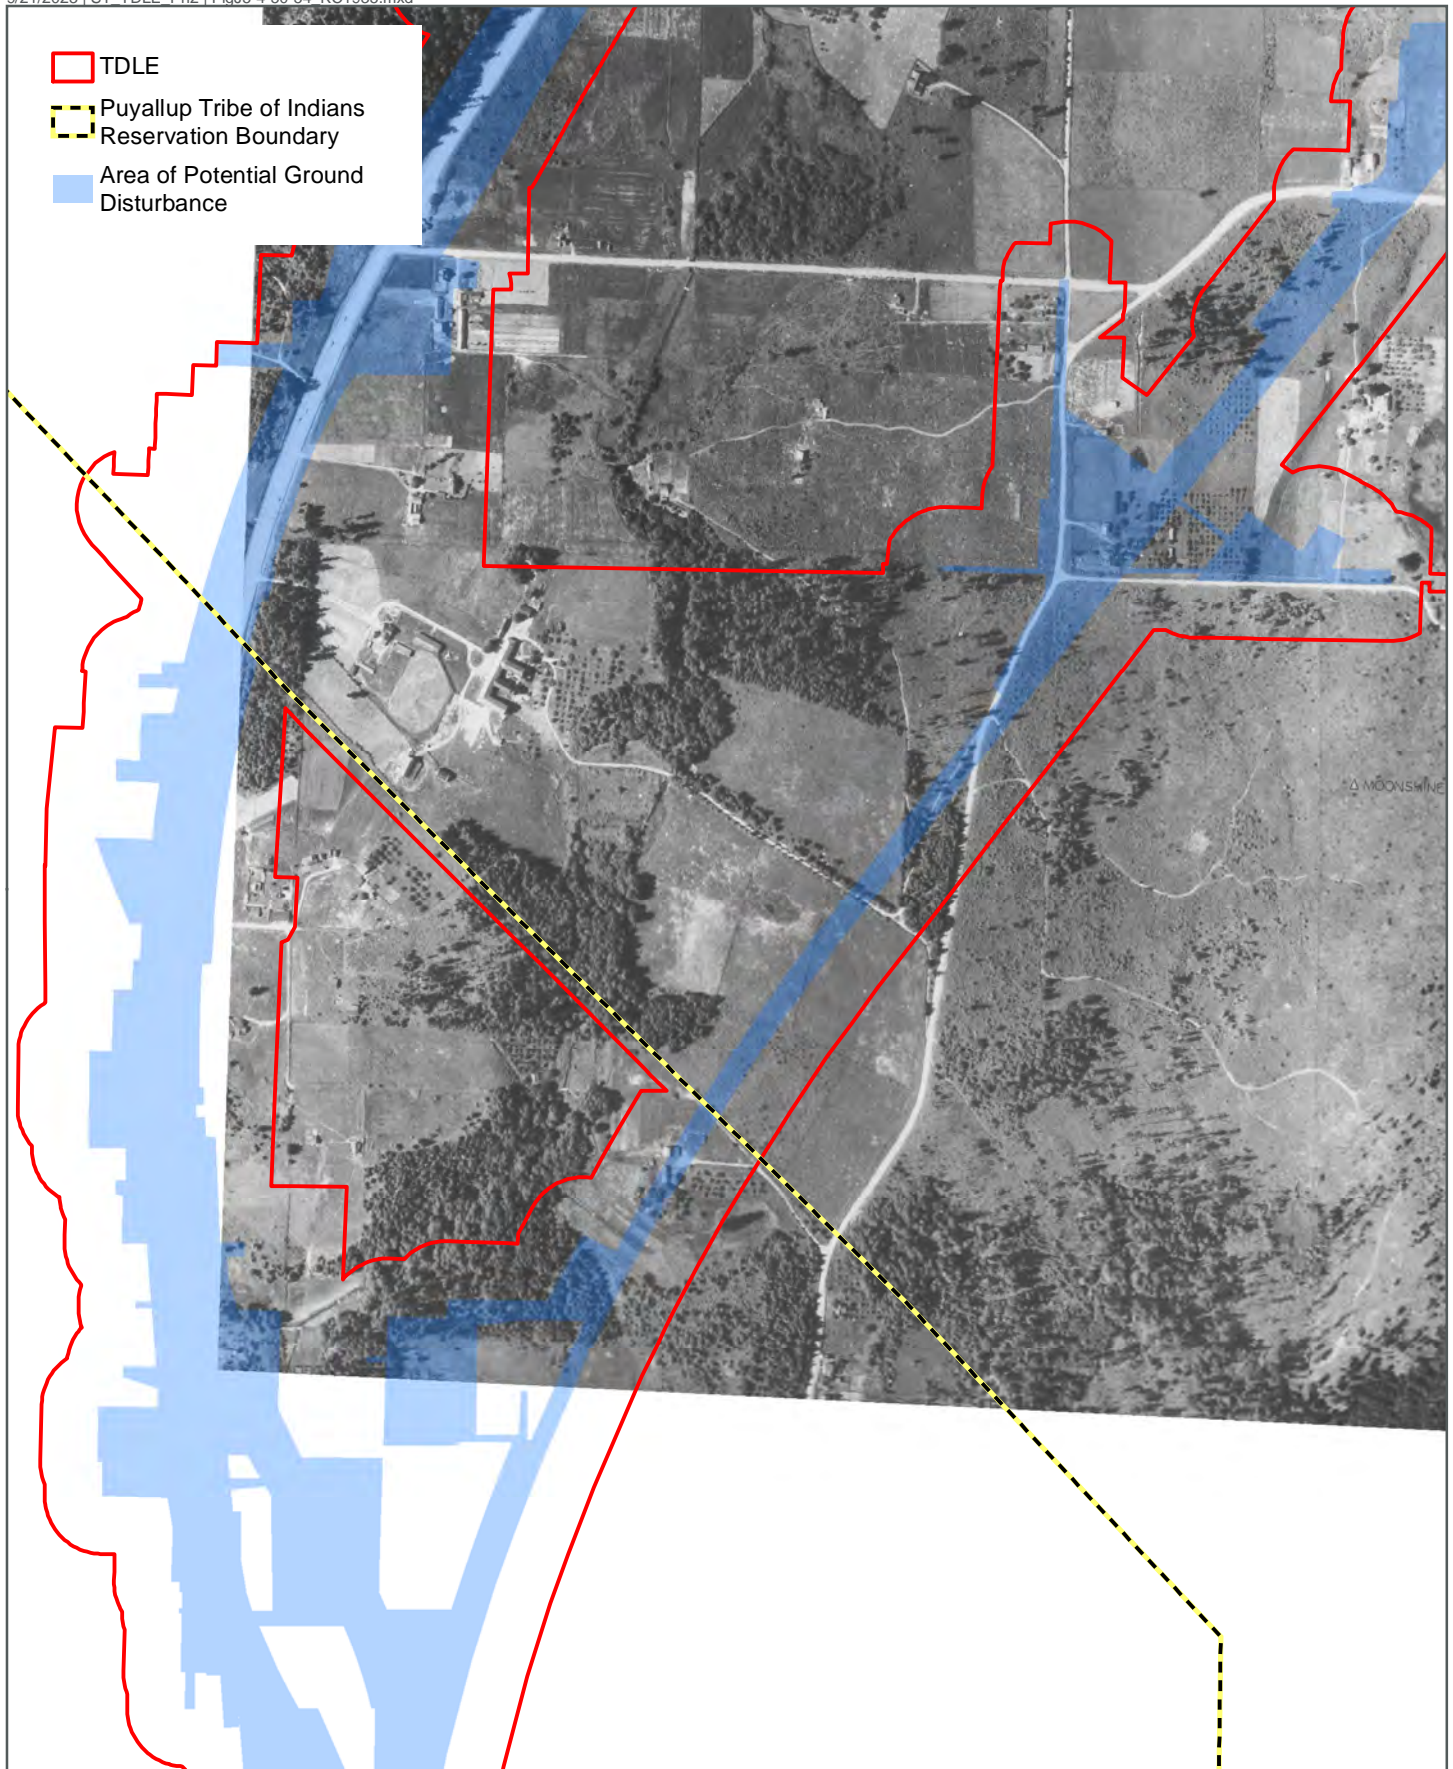 TDLE
Puyallup Tribe of Indians
Reservation Boundary
Area of Potential Ground
Disturbance
Δ MOONSHINE